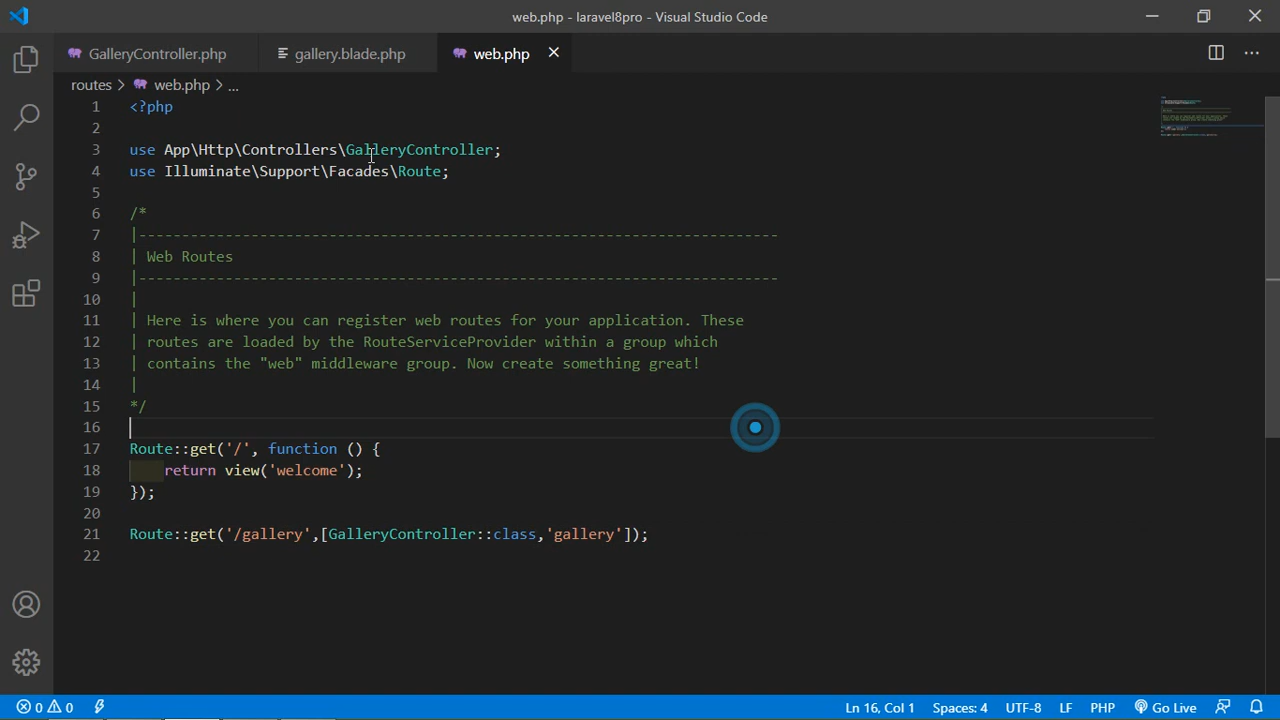 web.php - laravel8pro - Visual Studio Code
GalleryController.php
gallery.blade.php
web.php
routes > web.php > ...
1 <?php
2
3 use App\Http\Controllers\GalleryController;
4 use Illuminate\Support\Facades\Route;
5
6 /*
7 |--------------------------------------------------------------------------
8 | Web Routes
9 |--------------------------------------------------------------------------
10 |
11 | Here is where you can register web routes for your application. These
12 | routes are loaded by the RouteServiceProvider within a group which
13 | contains the "web" middleware group. Now create something great!
14 |
15 */
16
17 Route::get('/', function () {
18     return view('welcome');
19 });
20
21 Route::get('/gallery',[GalleryController::class,'gallery']);
22
0 0
Ln 16, Col 1
Spaces: 4
UTF-8
LF
PHP
Go Live